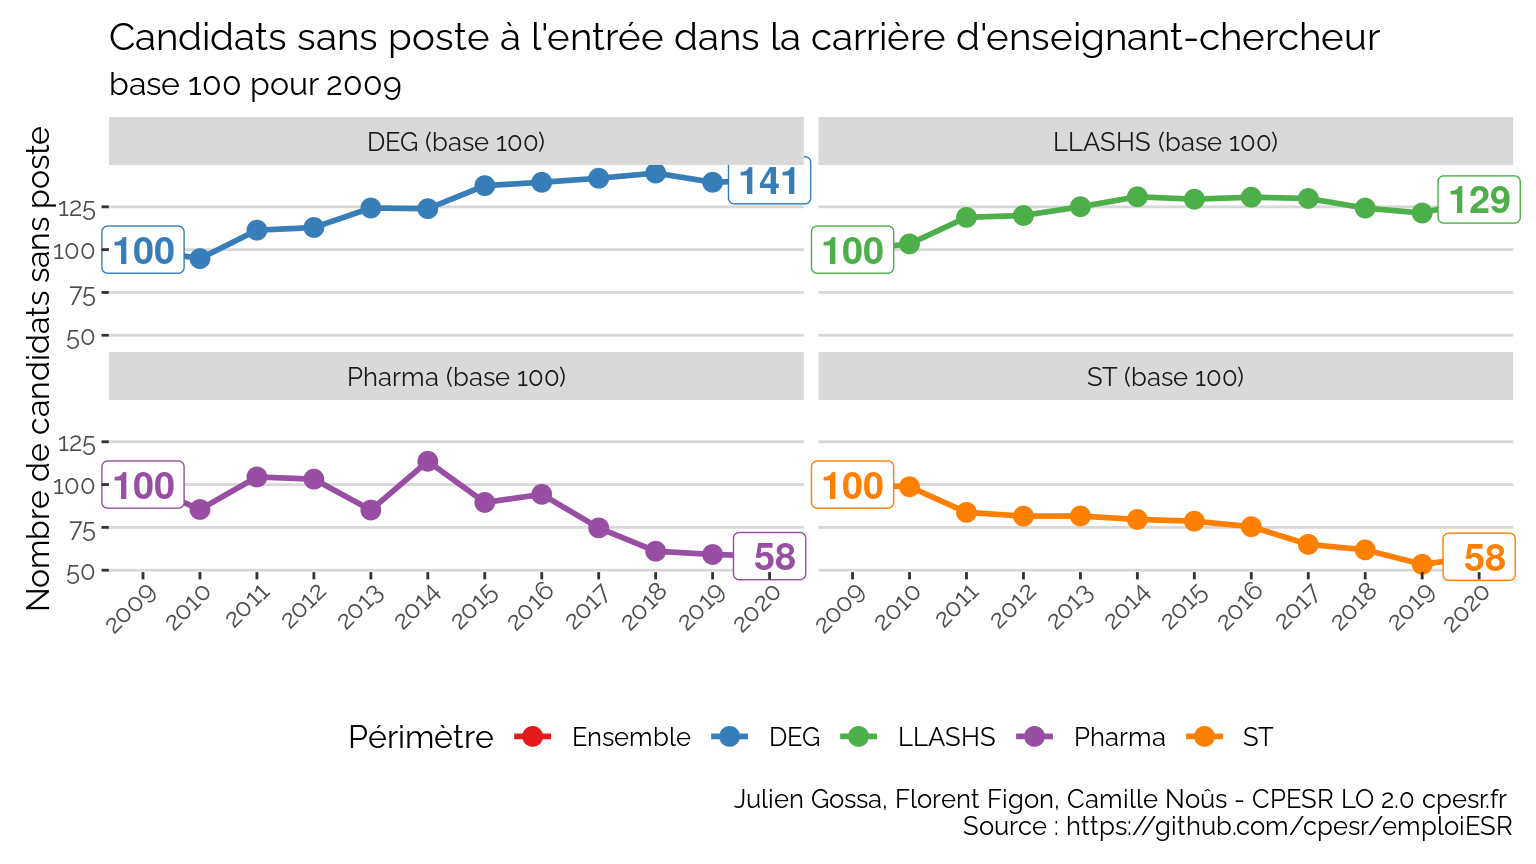 Candidats sans poste à l'entrée dans la carrière d'enseignant-chercheur
base 100 pour 2009
Nombre de candidats sans poste
DEG (base 100)
LLASHS (base 100)
125
100
75
50
100
141
100
129
Pharma (base 100)
ST (base 100)
125
100
75
50
100
58
100
58
2009 2010 2011 2012 2013 2014 2015 2016 2017 2018 2019 2020
2009 2010 2011 2012 2013 2014 2015 2016 2017 2018 2019 2020
Périmètre Ensemble DEG LLASHS Pharma ST
Julien Gossa, Florent Figon, Camille Noûs - CPESR LO 2.0 cpesr.fr
Source : https://github.com/cpesr/emploiESR